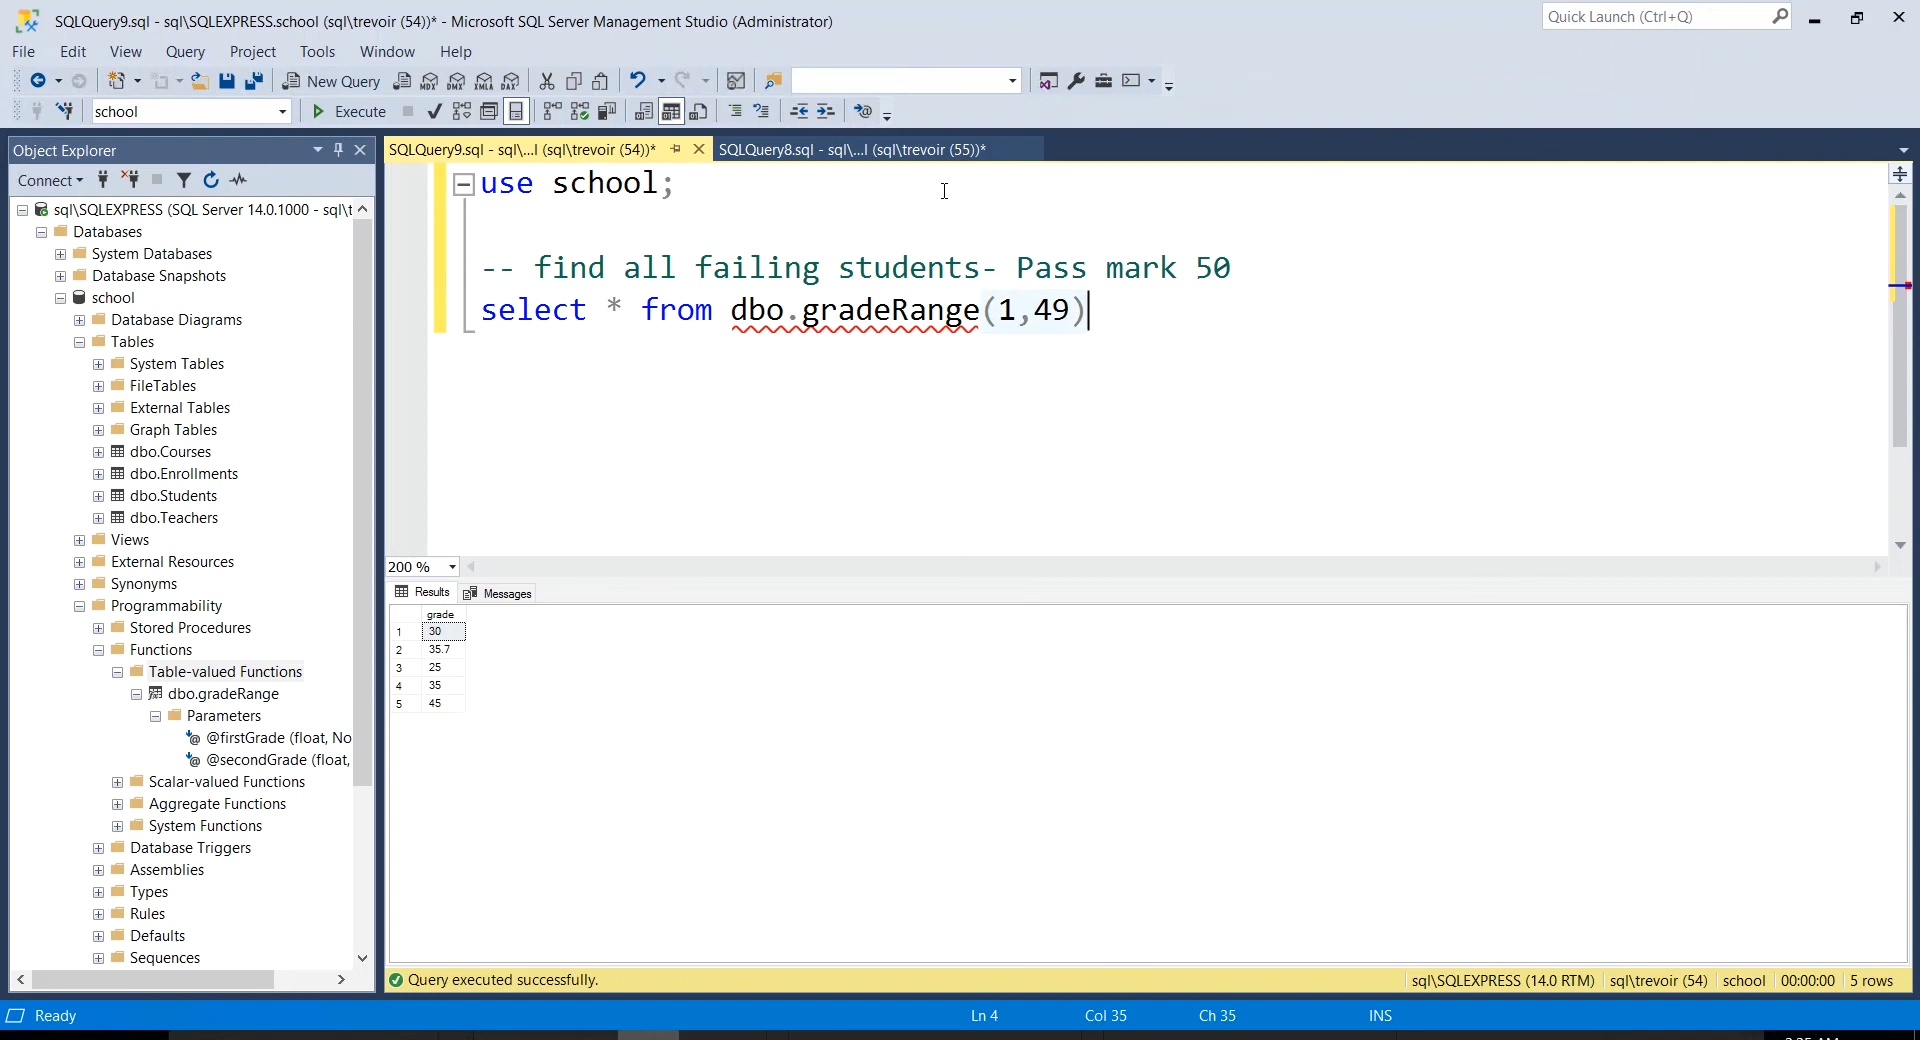 SQLQuery9.sql - sql\SQLEXPRESS.school (sql\trevoir (54))* - Microsoft SQL Server Management Studio (Administrator)
Quick Launch (Ctrl+Q)
File Edit View Query Project Tools Window Help
New Query MDX DMX XMLA DAX
school Execute
Object Explorer
SQLQuery9.sql - sql\...l (sql\trevoir (54))*
SQLQuery8.sql - sql\...l (sql\trevoir (55))*
Connect
sql\SQLEXPRESS (SQL Server 14.0.1000 - sql\t
Databases
System Databases
Database Snapshots
school
Database Diagrams
Tables
System Tables
FileTables
External Tables
Graph Tables
dbo.Courses
dbo.Enrollments
dbo.Students
dbo.Teachers
Views
External Resources
Synonyms
Programmability
Stored Procedures
Functions
Table-valued Functions
dbo.gradeRange
Parameters
@firstGrade (float, No
@secondGrade (float,
Scalar-valued Functions
Aggregate Functions
System Functions
Database Triggers
Assemblies
Types
Rules
Defaults
Sequences
use school;
-- find all failing students- Pass mark 50
select * from dbo.gradeRange(1,49)
200 %
Results Messages
grade
1 30
2 35.7
3 25
4 35
5 45
Query executed successfully.
sql\SQLEXPRESS (14.0 RTM) sql\trevoir (54) school 00:00:00 5 rows
Ready Ln 4 Col 35 Ch 35 INS